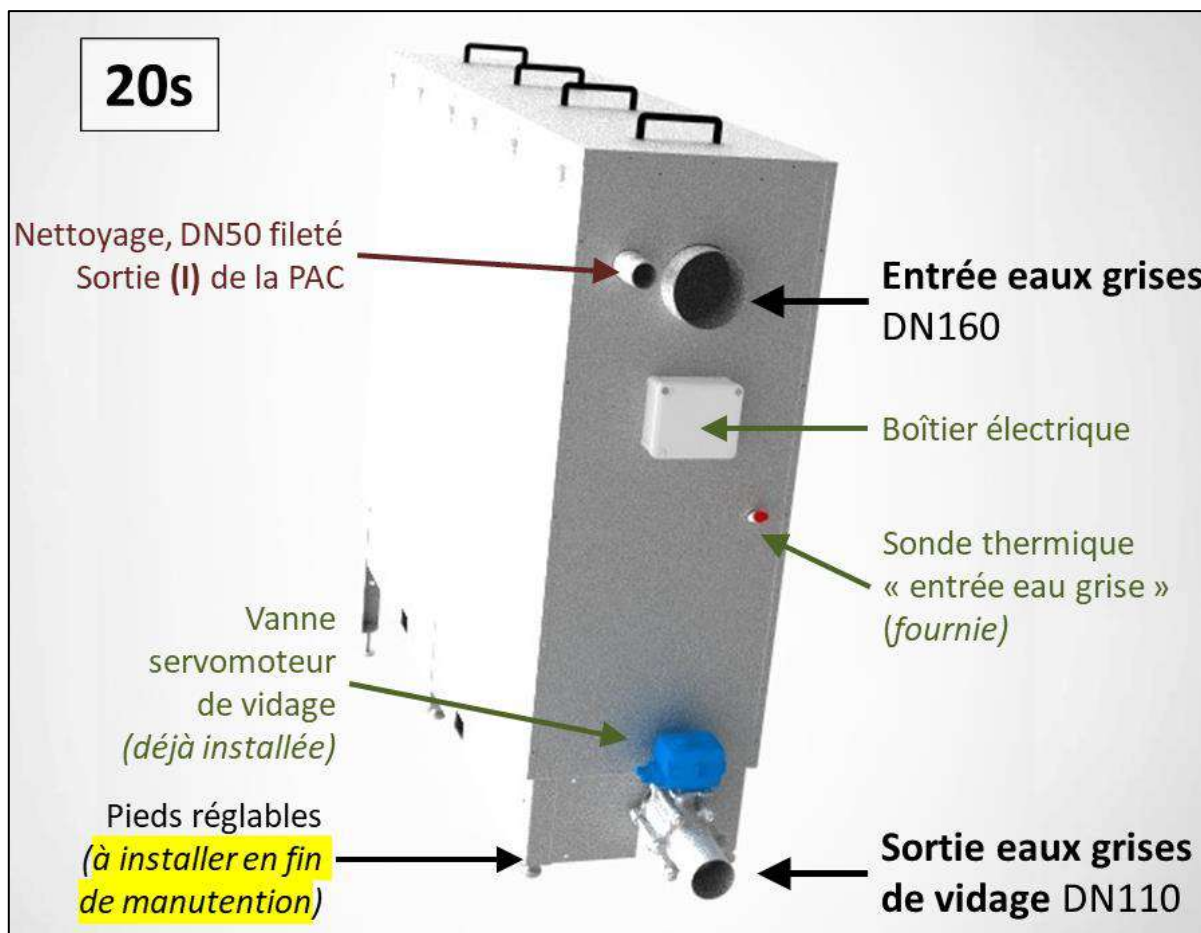 20s
Nettoyage, DN50 fileté
Sortie (I) de la PAC
Entrée eaux grises
DN160
Boîtier électrique
Sonde thermique
« entrée eau grise »
(fournie)
Vanne
servomoteur
de vidage
(déjà installée)
Pieds réglables
(à installer en fin
de manutention)
Sortie eaux grises
de vidage DN110